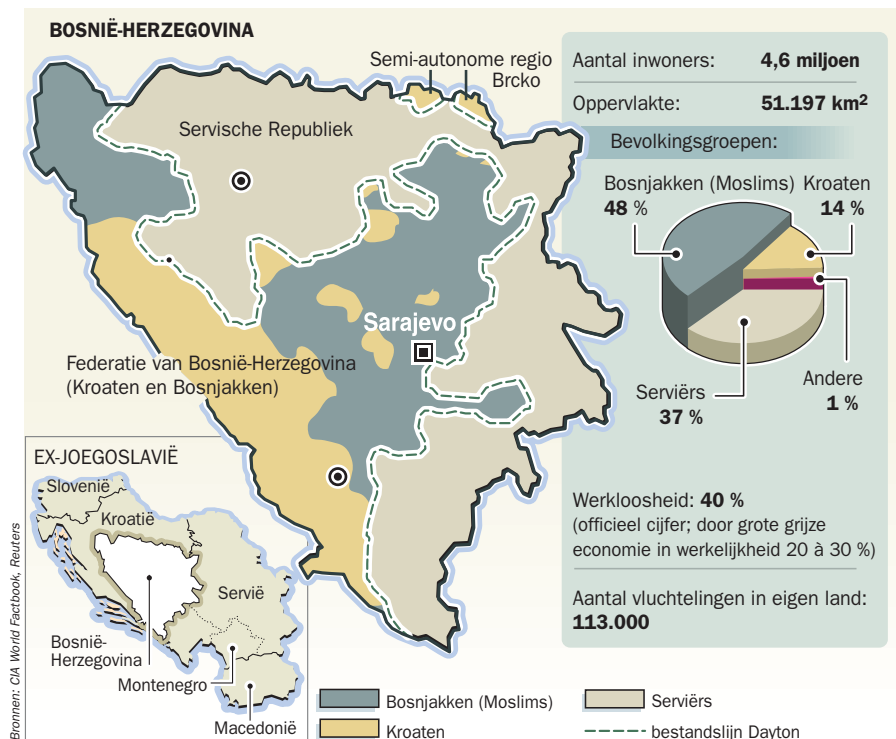 BOSNIË-HERZEGOVINA
Semi-autonome regio
Brcko
Servische Republiek
Sarajevo
Federatie van Bosnië-Herzegovina
(Kroaten en Bosnjakken)
Aantal inwoners: 4,6 miljoen
Oppervlakte: 51.197 km²
Bevolkingsgroepen:
Bosnjakken (Moslims)
48 %
Kroaten
14 %
Serviërs
37 %
Andere
1 %
Werkloosheid: 40 %
(officieel cijfer; door grote grijze
economie in werkelijkheid 20 à 30 %)
Aantal vluchtelingen in eigen land:
113.000
EX-JOEGOSLAVIË
Slovenië
Kroatië
Servië
Bosnië-
Herzegovina
Montenegro
Macedonië
Bosnjakken (Moslims)
Kroaten
Serviërs
bestandslijn Dayton
Bronnen: CIA World Factbook, Reuters